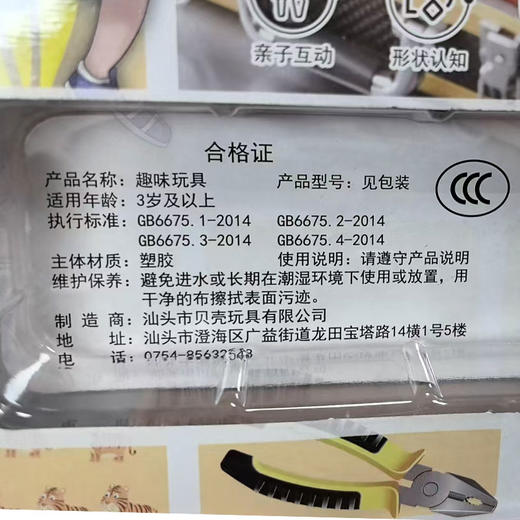 亲子互动
形状认知
合格证
产品名称: 趣味玩具 产品型号: 见包装
适用年龄: 3岁及以上
执行标准: GB6675.1-2014 GB6675.2-2014
GB6675.3-2014 GB6675.4-2014
主体材质: 塑胶 使用说明: 请遵守产品说明
维护保养: 避免进水或长期在潮湿环境下使用或放置,用
干净的布擦拭表面污迹。
制造商: 汕头市贝壳玩具有限公司
地址: 汕头市澄海区广益街道龙田宝塔路14横1号5楼
电话: 0754-85632548
CCC